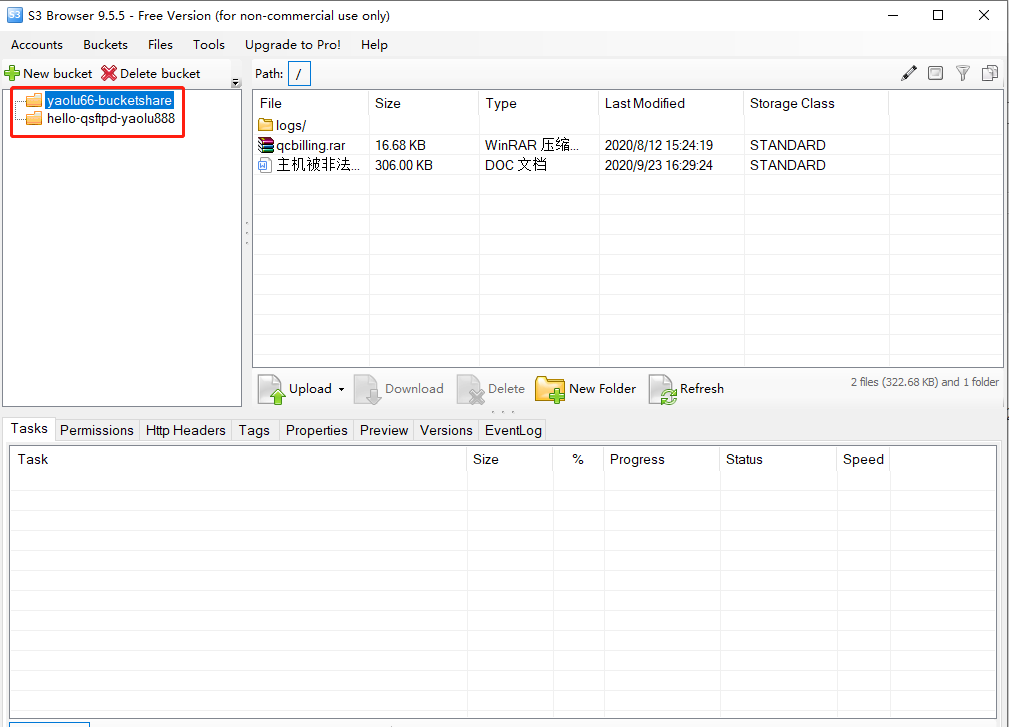 S3 Browser 9.5.5 - Free Version (for non-commercial use only)
Accounts Buckets Files Tools Upgrade to Pro! Help
New bucket Delete bucket
Path: /
yaolu66-bucketshare
hello-qsftpd-yaolu888
File Size Type Last Modified Storage Class
logs/
qcbilling.rar 16.68 KB WinRAR 压缩... 2020/8/12 15:24:19 STANDARD
主机被非法... 306.00 KB DOC 文档 2020/9/23 16:29:24 STANDARD
Upload Download Delete New Folder Refresh
2 files (322.68 KB) and 1 folder
Tasks Permissions Http Headers Tags Properties Preview Versions EventLog
Task Size % Progress Status Speed